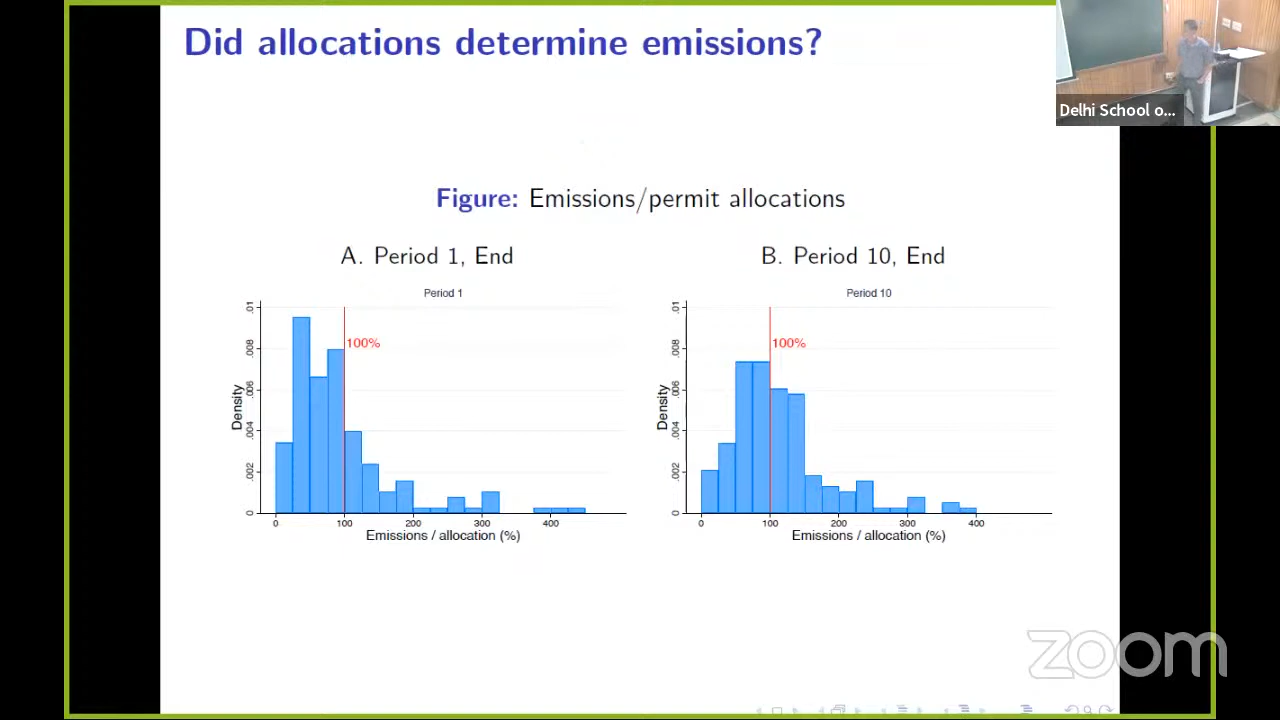 Did allocations determine emissions?
Delhi School o...
Figure: Emissions/permit allocations
A. Period 1, End
B. Period 10, End
Period 1
.01
.008
.006
.004
.002
0
Density
100%
0 100 200 300 400
Emissions / allocation (%)
Period 10
.01
.008
.006
.004
.002
0
Density
100%
0 100 200 300 400
Emissions / allocation (%)
zoom